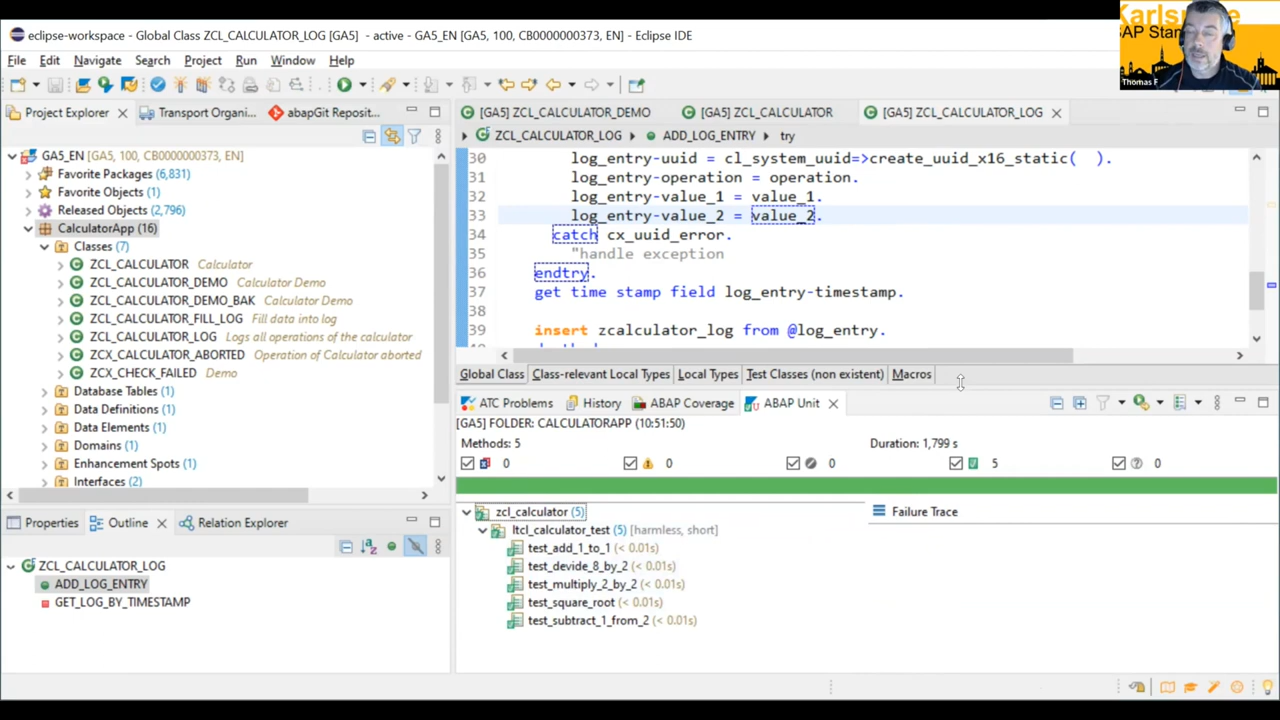 eclipse-workspace - Global Class ZCL_CALCULATOR_LOG [GA5] - active - GA5_EN [GA5, 100, CB0000000373, EN] - Eclipse IDE
File Edit Navigate Search Project Run Window Help
Thomas F
Project Explorer
Transport Organi...
abapGit Reposit...
GA5_EN [GA5, 100, CB0000000373, EN]
Favorite Packages (6,831)
Favorite Objects (1)
Released Objects (2,796)
CalculatorApp (16)
Classes (7)
ZCL_CALCULATOR Calculator
ZCL_CALCULATOR_DEMO Calculator Demo
ZCL_CALCULATOR_DEMO_BAK Calculator Demo
ZCL_CALCULATOR_FILL_LOG Fill data into log
ZCL_CALCULATOR_LOG Logs all operations of the calculator
ZCX_CALCULATOR_ABORTED Operation of Calculator aborted
ZCX_CHECK_FAILED Demo
Database Tables (1)
Data Definitions (1)
Data Elements (1)
Domains (1)
Enhancement Spots (1)
Interfaces (2)
Properties
Outline
Relation Explorer
ZCL_CALCULATOR_LOG
ADD_LOG_ENTRY
GET_LOG_BY_TIMESTAMP
[GA5] ZCL_CALCULATOR_DEMO
[GA5] ZCL_CALCULATOR
[GA5] ZCL_CALCULATOR_LOG
ZCL_CALCULATOR_LOG
ADD_LOG_ENTRY
try
30 log_entry-uuid = cl_system_uuid=>create_uuid_x16_static( ).
31 log_entry-operation = operation.
32 log_entry-value_1 = value_1.
33 log_entry-value_2 = value_2.
34 catch cx_uuid_error.
35 "handle exception
36 endtry.
37 get time stamp field log_entry-timestamp.
38
39 insert zcalculator_log from @log_entry.
Global Class
Class-relevant Local Types
Local Types
Test Classes (non existent)
Macros
ATC Problems
History
ABAP Coverage
ABAP Unit
[GA5] FOLDER: CALCULATORAPP (10:51:50)
Methods: 5
Duration: 1,799 s
0 0 0 5 0
zcl_calculator (5)
Failure Trace
ltcl_calculator_test (5) [harmless, short]
test_add_1_to_1 (< 0.01s)
test_devide_8_by_2 (< 0.01s)
test_multiply_2_by_2 (< 0.01s)
test_square_root (< 0.01s)
test_subtract_1_from_2 (< 0.01s)